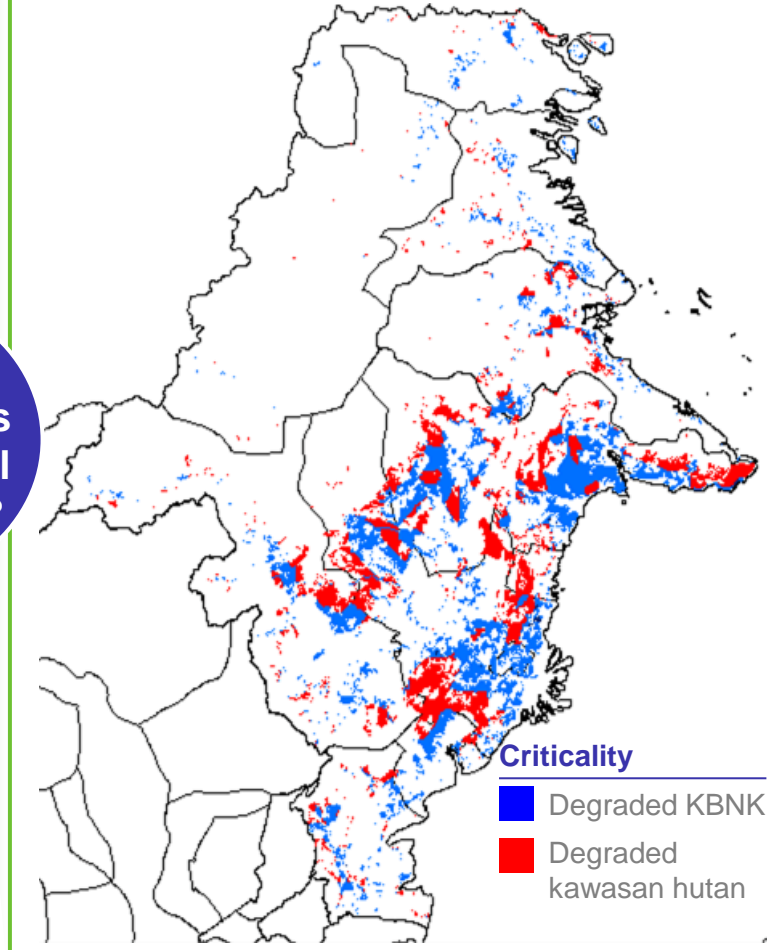 s
l
Criticality
Degraded KBNK
Degraded
kawasan hutan